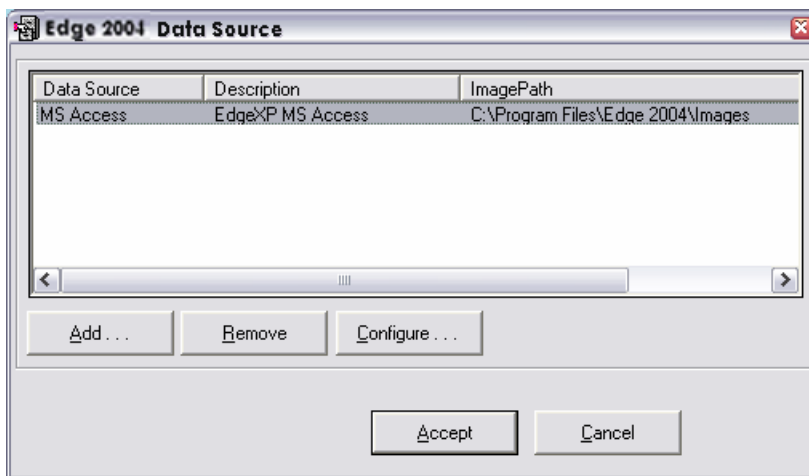 Edge 2004 Data Source
Data Source Description ImagePath
MS Access EdgeXP MS Access C:\Program Files\Edge 2004\Images
Add . . . Remove Configure . . .
Accept Cancel